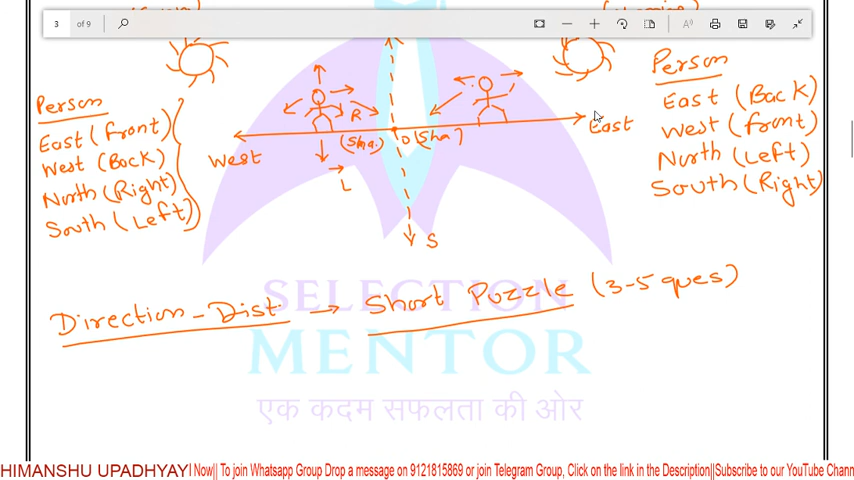 3 of 9
Person
East (Front)
West (Back)
North (Right)
South (Left)
R
(Sha.)
O
(Sha)
West
East
L
S
Person
East (Back)
West (Front)
North (Left)
South (Right)
Direction - Dist → Short Puzzle (3-5 ques)
SELECTION
MENTOR
एक कदम सफलता की ओर
HIMANSHU UPADHYAY
I Now|| To join Whatsapp Group Drop a message on 9121815869 or join Telegram Group, Click on the link in the Description||Subscribe to our YouTube Chann